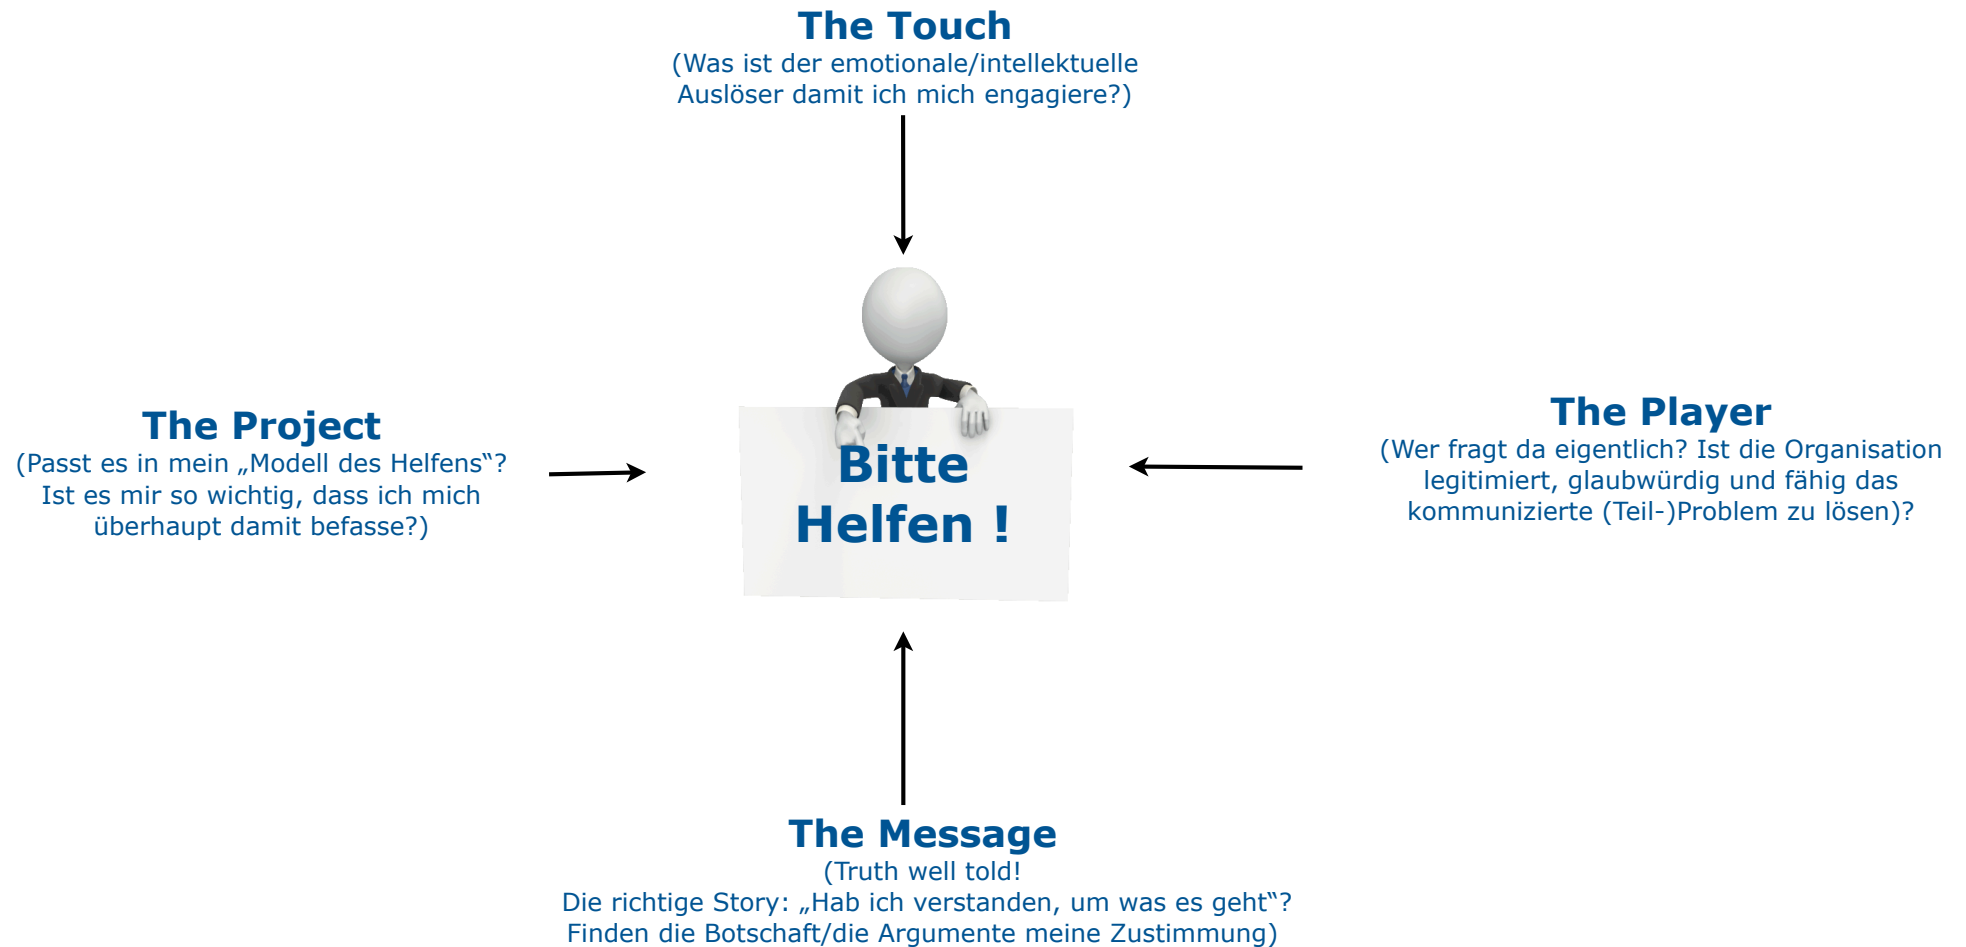 The Touch
(Was ist der emotionale/intellektuelle
Auslöser damit ich mich engagiere?)
The Project
(Passt es in mein „Modell des Helfens“?
Ist es mir so wichtig, dass ich mich
überhaupt damit befasse?)
Bitte
Helfen !
The Player
(Wer fragt da eigentlich? Ist die Organisation
legitimiert, glaubwürdig und fähig das
kommunizierte (Teil-)Problem zu lösen)?
The Message
(Truth well told!
Die richtige Story: „Hab ich verstanden, um was es geht“?
Finden die Botschaft/die Argumente meine Zustimmung)